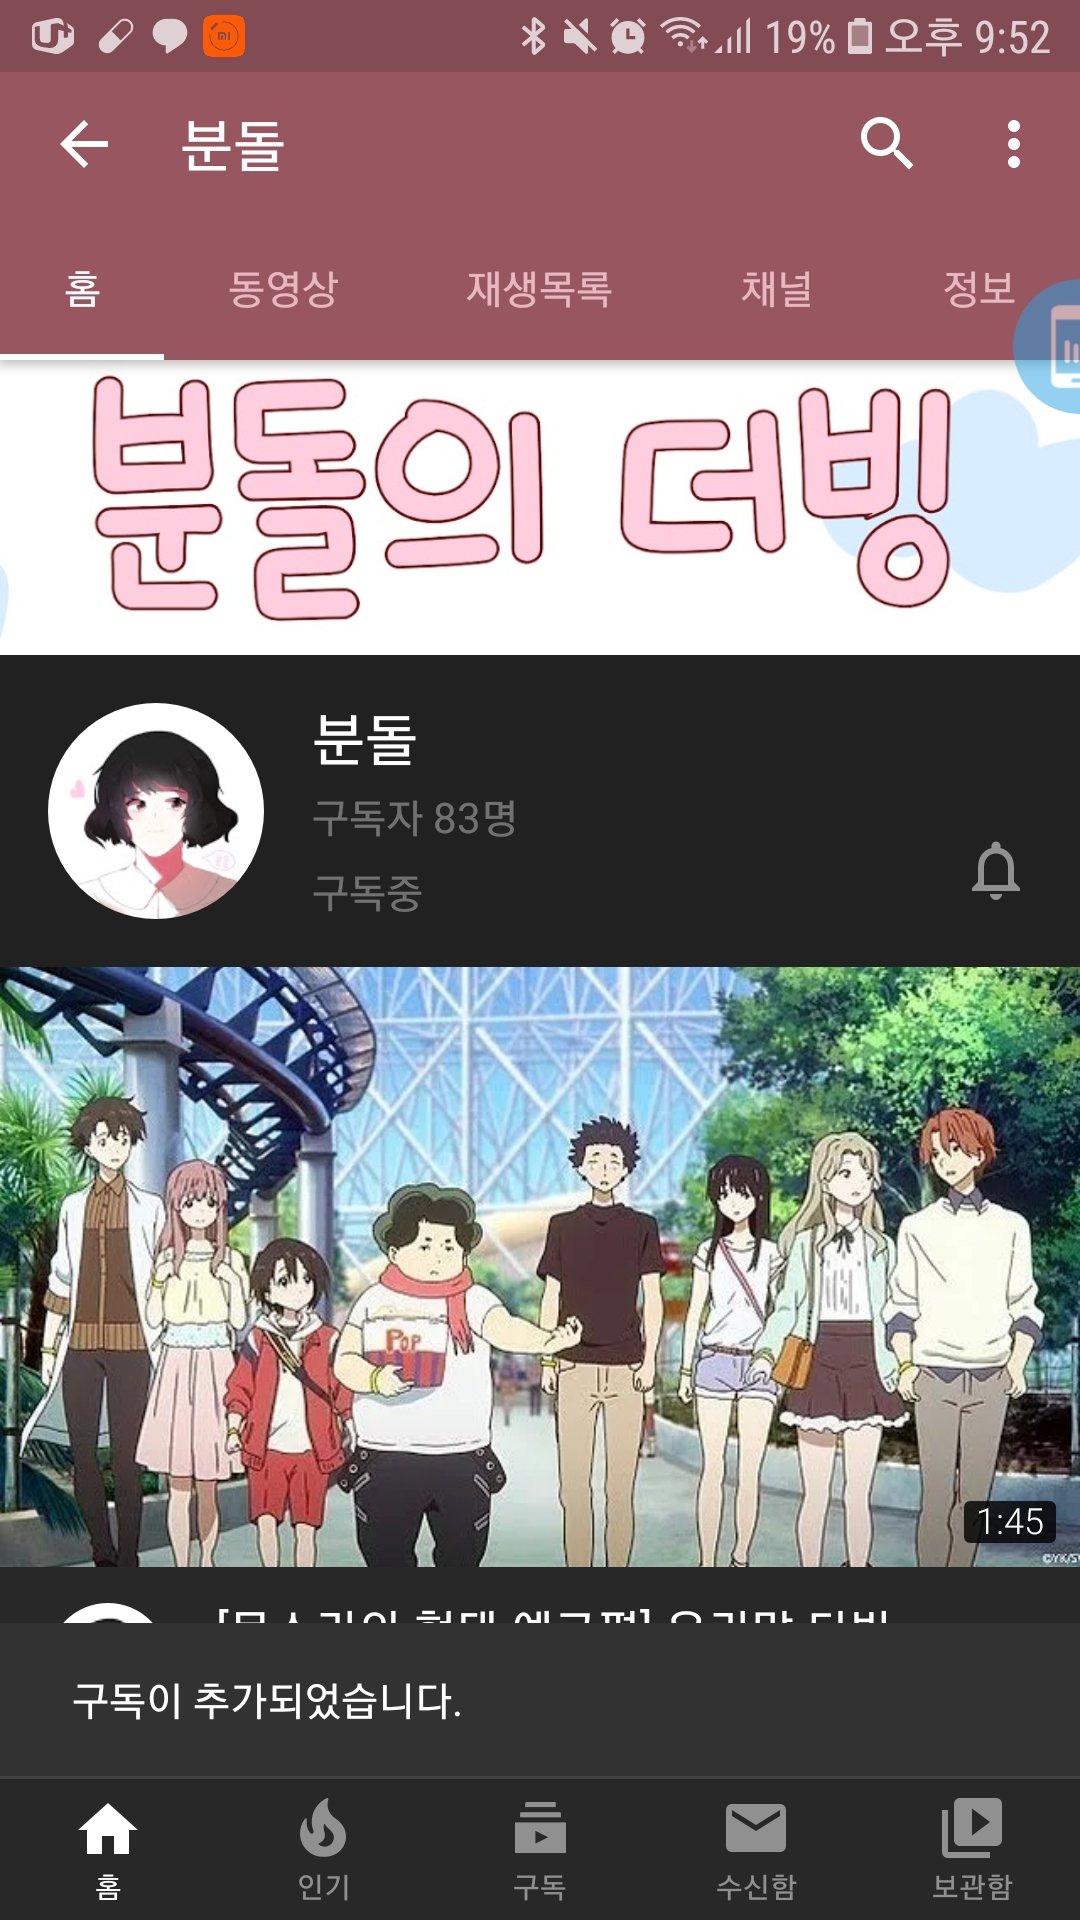 19% 오후 9:52
분돌
홈 동영상 재생목록 채널 정보
분돌의 더빙
분돌
구독자 83명
구독중
POP
1:45
구독이 추가되었습니다.
홈 인기 구독 수신함 보관함